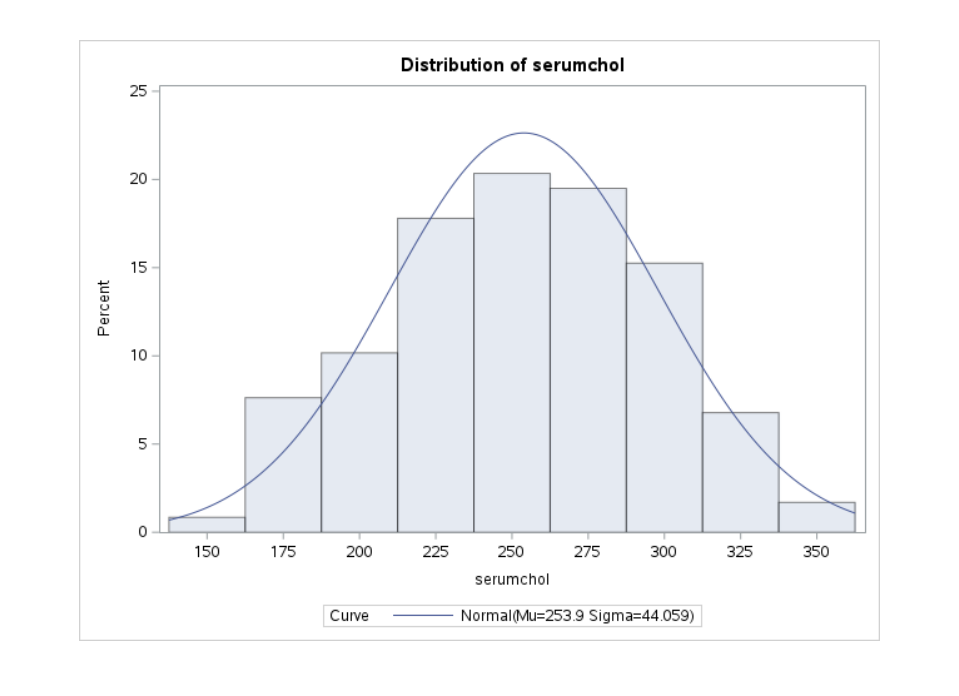 Distribution of serumchol
25
20
15
10
5
0
Percent
150 175 200 225 250 275 300 325 350
serumchol
Curve Normal(Mu=253.9 Sigma=44.059)